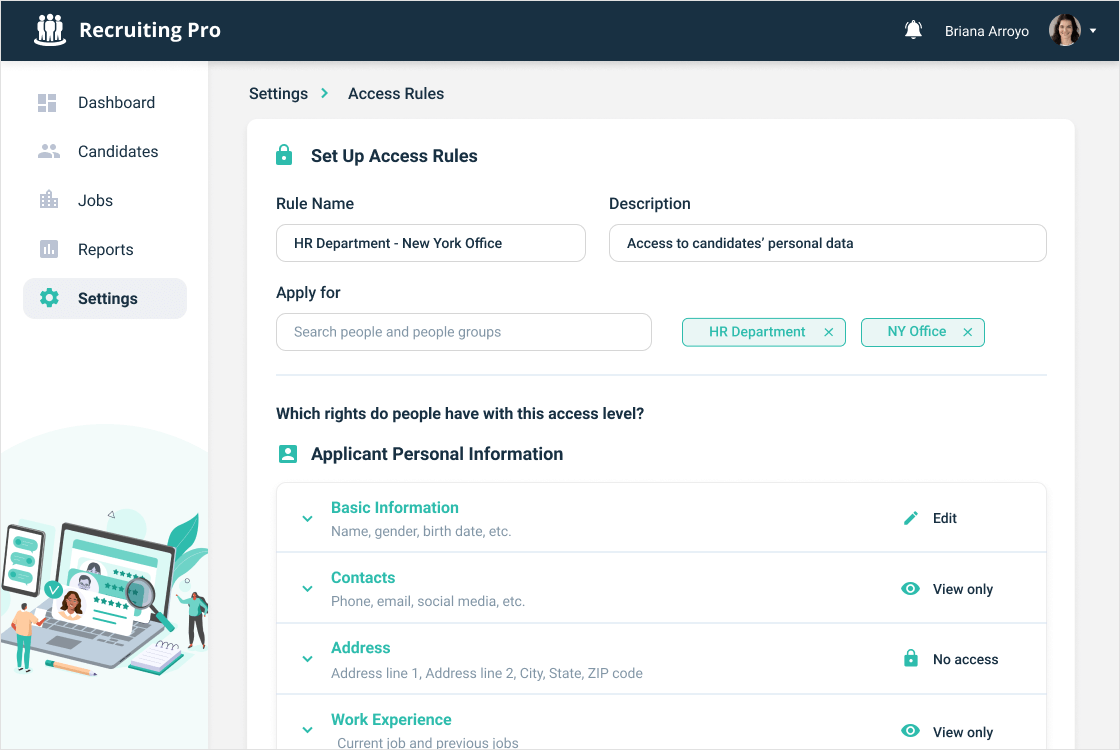 Recruiting Pro
Briana Arroyo
Dashboard
Candidates
Jobs
Reports
Settings
Settings > Access Rules
Set Up Access Rules
Rule Name
Description
HR Department - New York Office
Access to candidates’ personal data
Apply for
Search people and people groups
HR Department ×
NY Office ×
Which rights do people have with this access level?
Applicant Personal Information
Basic Information
Name, gender, birth date, etc.
Edit
Contacts
Phone, email, social media, etc.
View only
Address
Address line 1, Address line 2, City, State, ZIP code
No access
Work Experience
Current job and previous jobs
View only